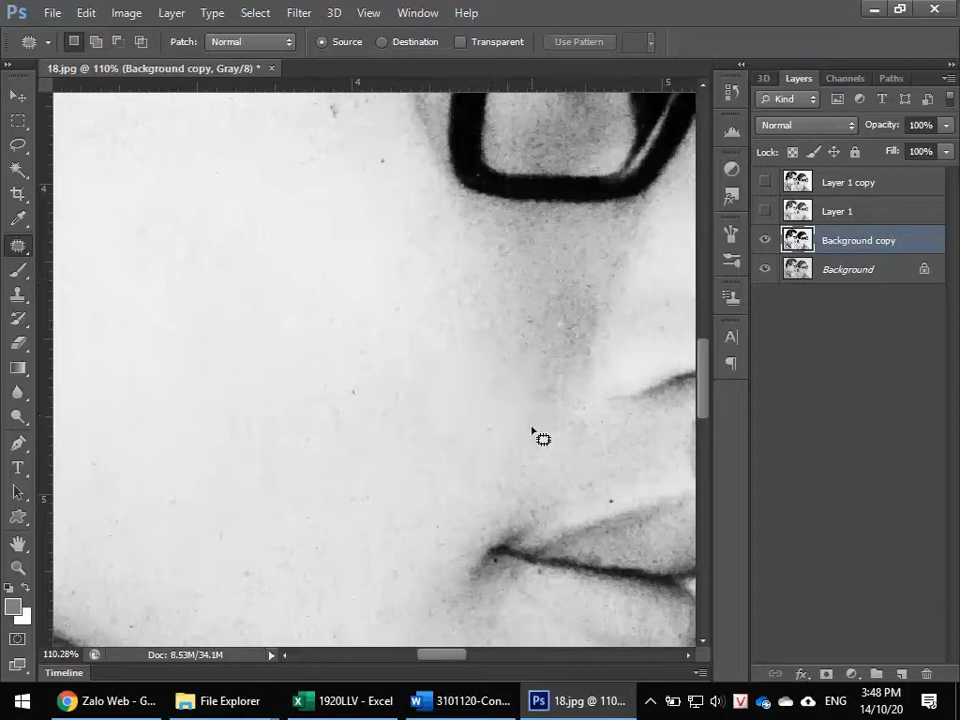 Ps File Edit Image Layer Type Select Filter 3D View Window Help
Patch: Normal Source Destination Transparent Use Pattern
18.jpg @ 110% (Background copy, Gray/8) * ×
4 5
4
5
3D Layers Channels Paths
Kind T
Normal Opacity: 100%
Lock: Fill: 100%
Layer 1 copy
Layer 1
Background copy
Background
110.28% Doc: 8.53M/34.1M
Timeline
Zalo Web - G... File Explorer 1920LLV - Excel 3101120-Con... 18.jpg @ 110... ENG 3:48 PM
14/10/20